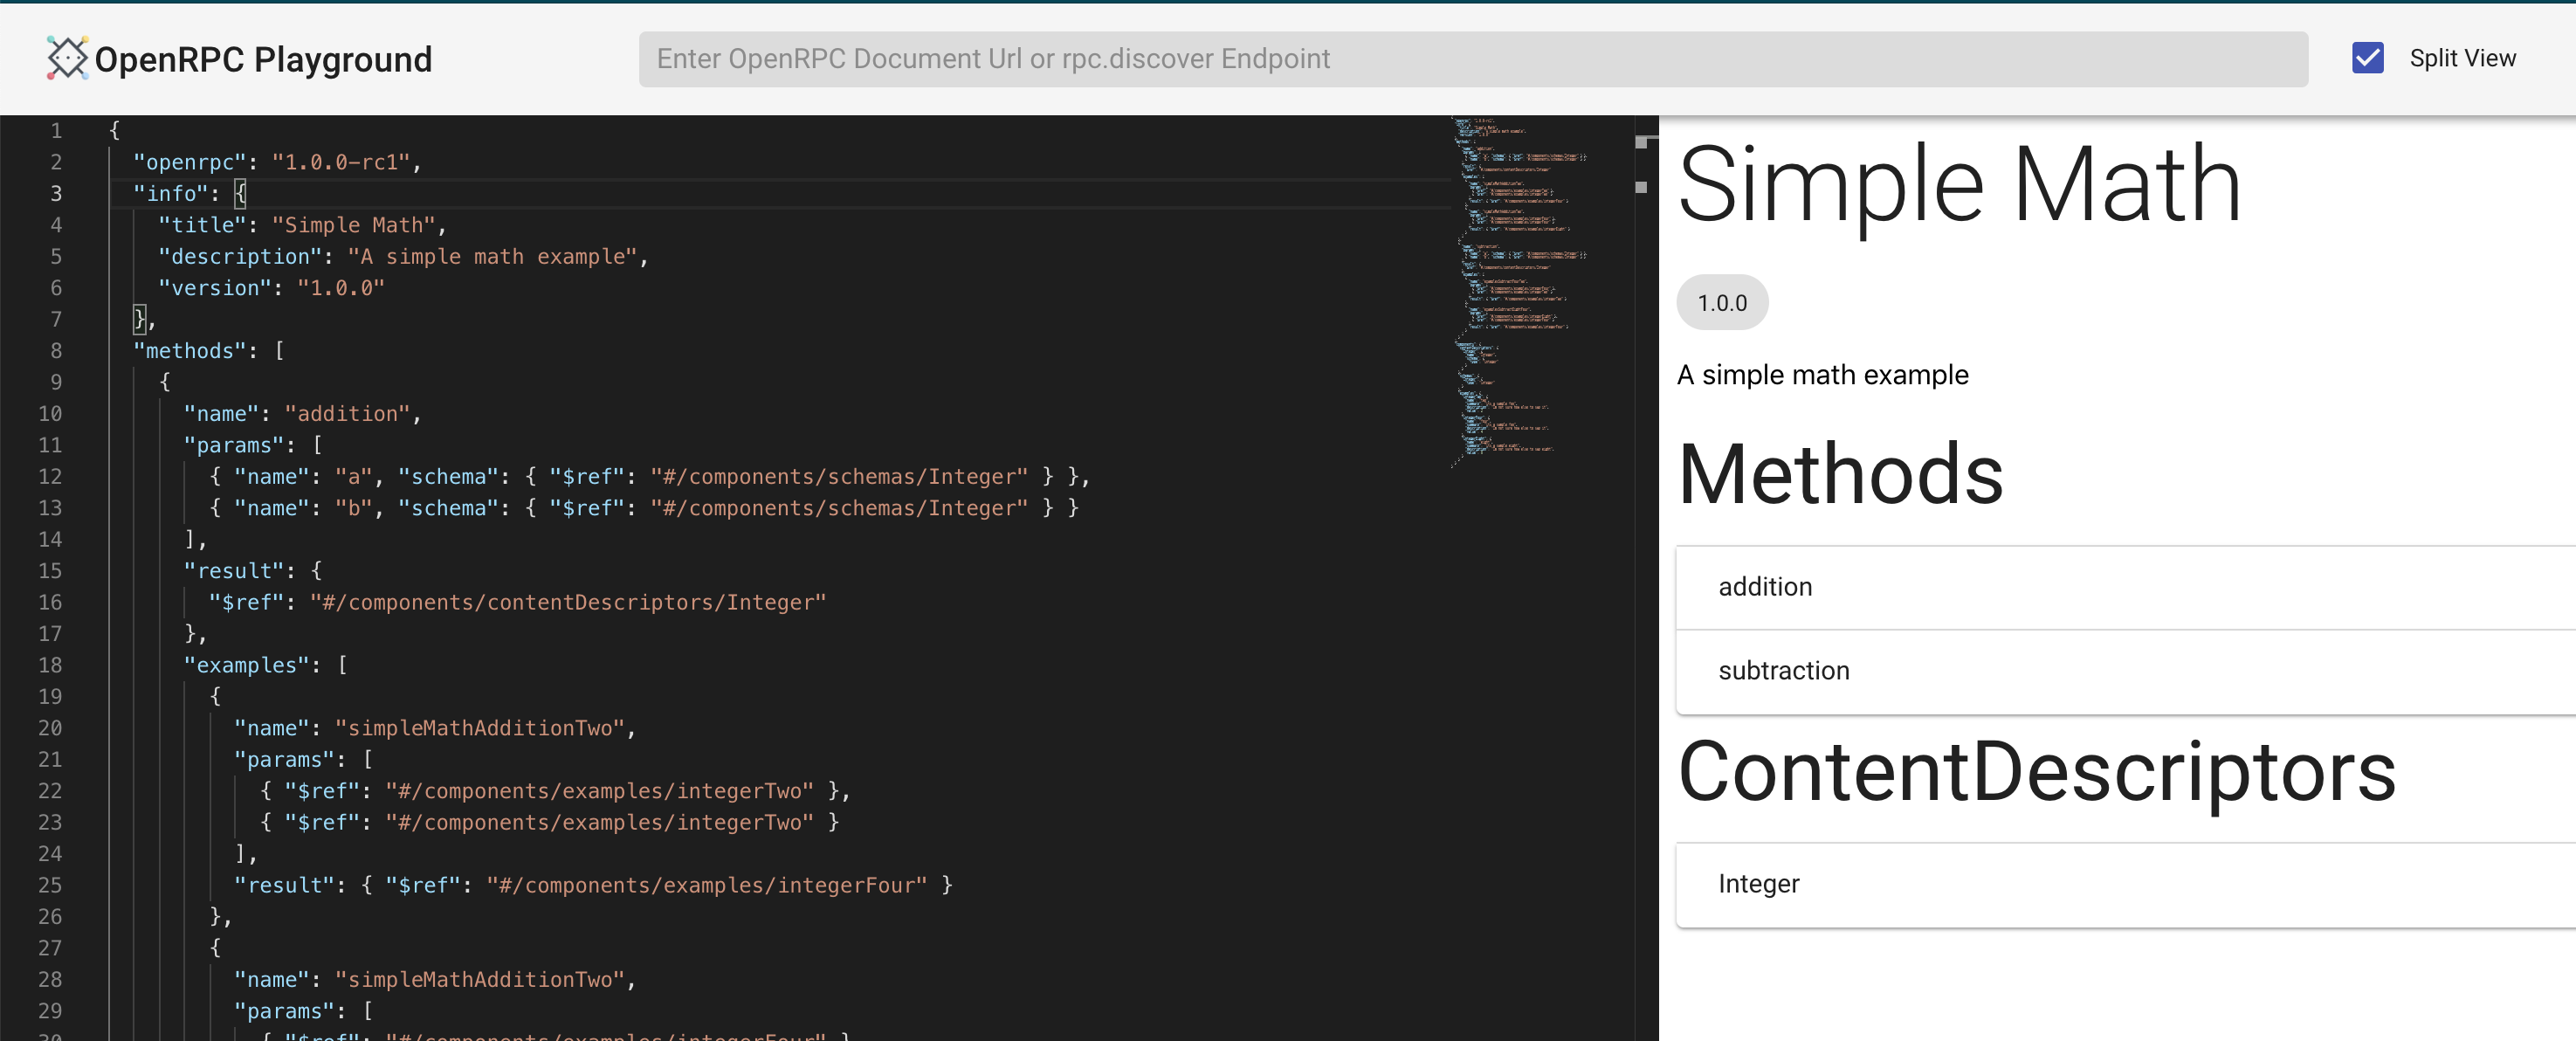 OpenRPC Playground
Enter OpenRPC Document Url or rpc.discover Endpoint
Split View
1 {
2 "openrpc": "1.0.0-rc1",
3 "info": {
4 "title": "Simple Math",
5 "description": "A simple math example",
6 "version": "1.0.0"
7 },
8 "methods": [
9 {
10 "name": "addition",
11 "params": [
12 { "name": "a", "schema": { "$ref": "#/components/schemas/Integer" } },
13 { "name": "b", "schema": { "$ref": "#/components/schemas/Integer" } }
14 ],
15 "result": {
16 "$ref": "#/components/contentDescriptors/Integer"
17 },
18 "examples": [
19 {
20 "name": "simpleMathAdditionTwo",
21 "params": [
22 { "$ref": "#/components/examples/integerTwo" },
23 { "$ref": "#/components/examples/integerTwo" }
24 ],
25 "result": { "$ref": "#/components/examples/integerFour" }
26 },
27 {
28 "name": "simpleMathAdditionTwo",
29 "params": [
30 { "$ref": "#/components/examples/integerFour" }
Simple Math
1.0.0
A simple math example
Methods
addition
subtraction
ContentDescriptors
Integer